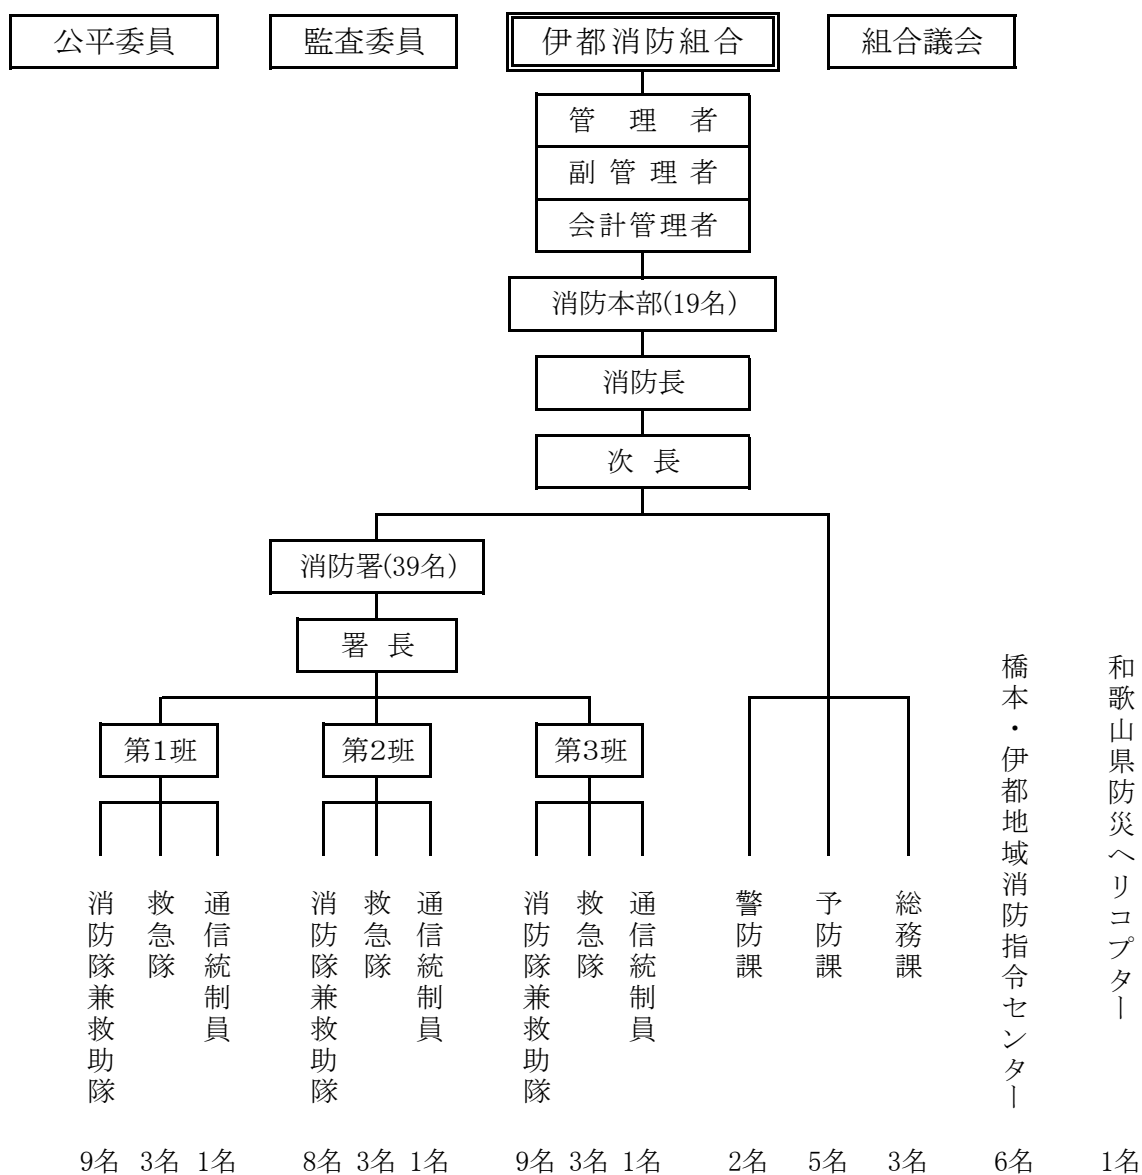 公平委員
監査委員
伊都消防組合
組合議会
管理者
副管理者
会計管理者
消防本部(19名)
消防長
次長
消防署(39名)
署長
第1班
第2班
第3班
消防隊兼救助隊
救急隊
通信統制員
消防隊兼救助隊
救急隊
通信統制員
消防隊兼救助隊
救急隊
通信統制員
警防課
予防課
総務課
橋本・伊都地域消防指令センター
和歌山県防災ヘリコプター
9名 3名 1名 8名 3名 1名 9名 3名 1名 2名 5名 3名 6名 1名